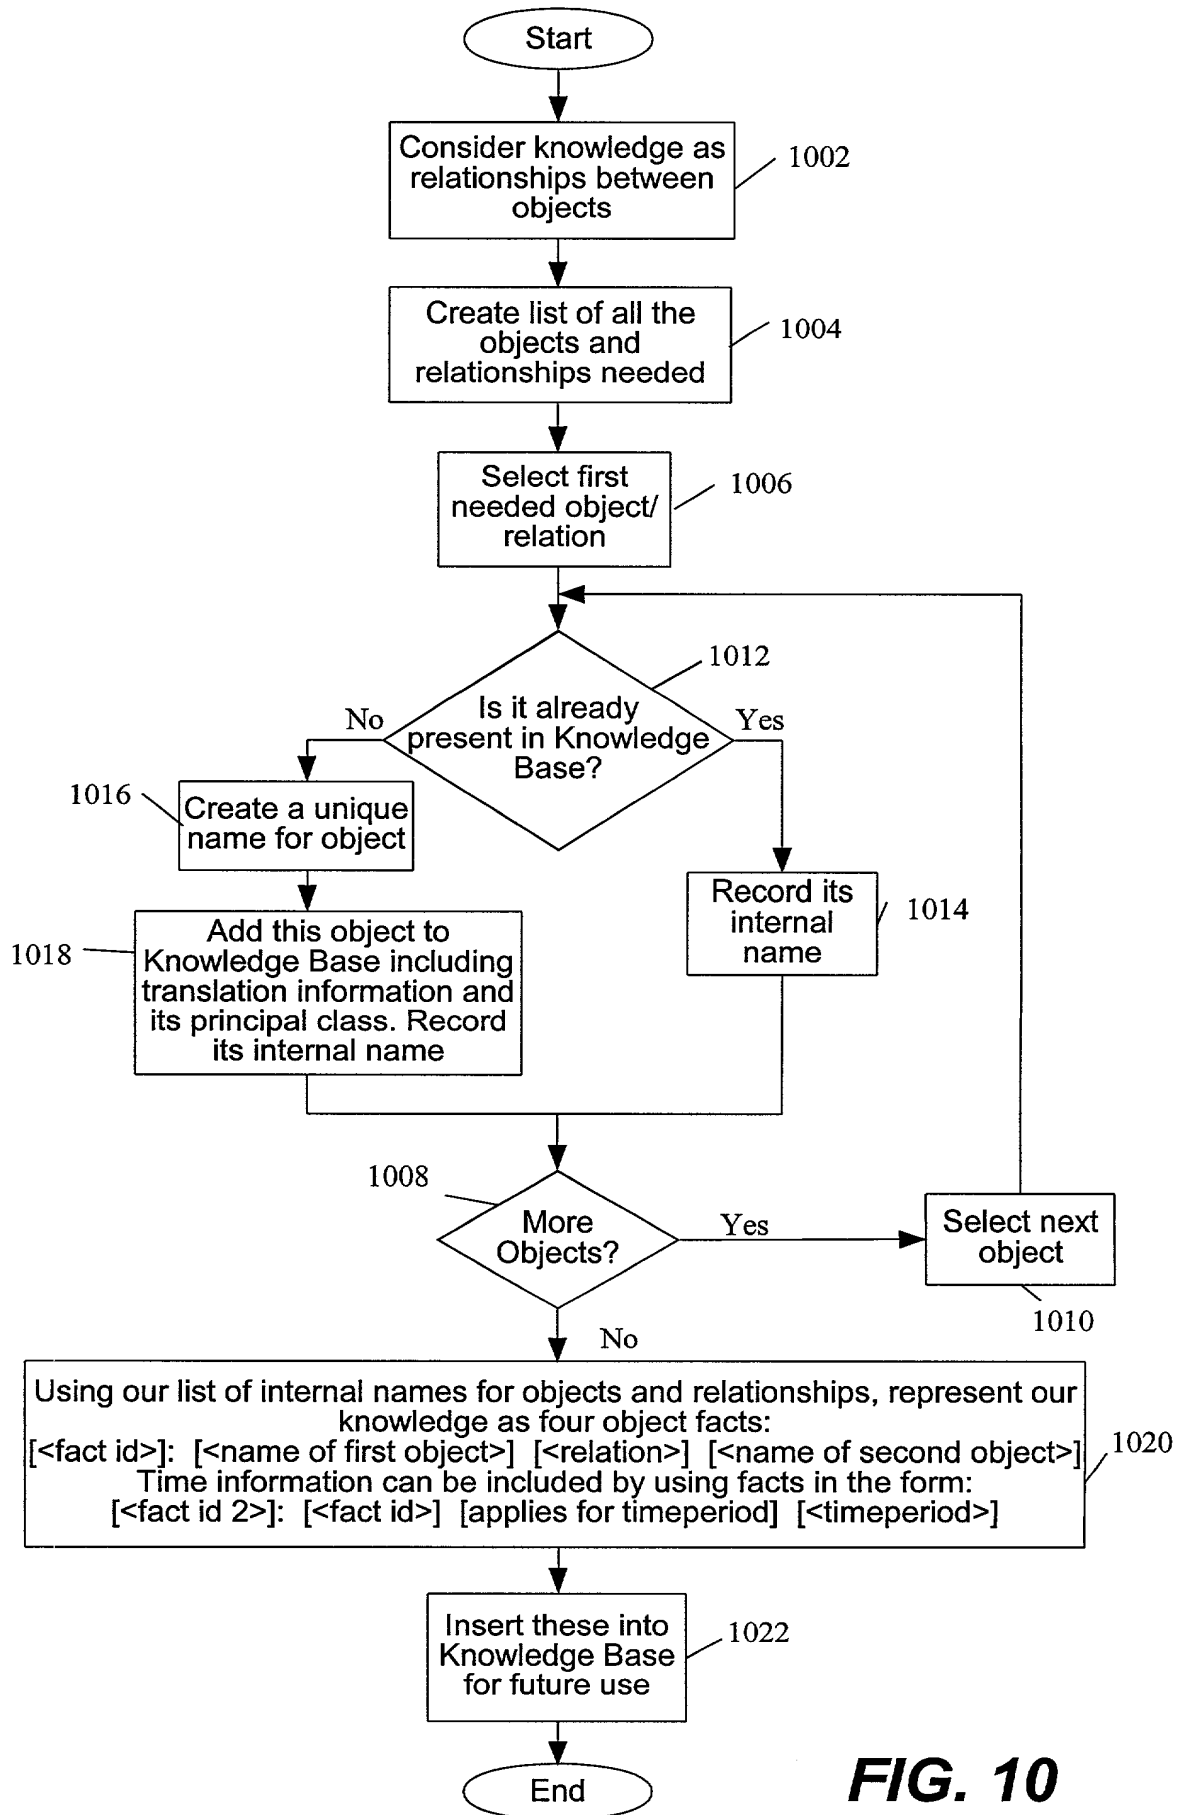 Start
Consider knowledge as
relationships between
objects
1002
Create list of all the
objects and
relationships needed
1004
Select first
needed object/
relation
1006
1012
Is it already
present in Knowledge
Base?
No
Yes
1016
Create a unique
name for object
Record its
internal
name
1014
1018
Add this object to
Knowledge Base including
translation information and
its principal class. Record
its internal name
1008
More
Objects?
Yes
Select next
object
1010
No
Using our list of internal names for objects and relationships, represent our
knowledge as four object facts:
[<fact id>]: [<name of first object>] [<relation>] [<name of second object>]
Time information can be included by using facts in the form:
[<fact id 2>]: [<fact id>] [applies for timeperiod] [<timeperiod>]
1020
Insert these into
Knowledge Base
for future use
1022
End
FIG. 10